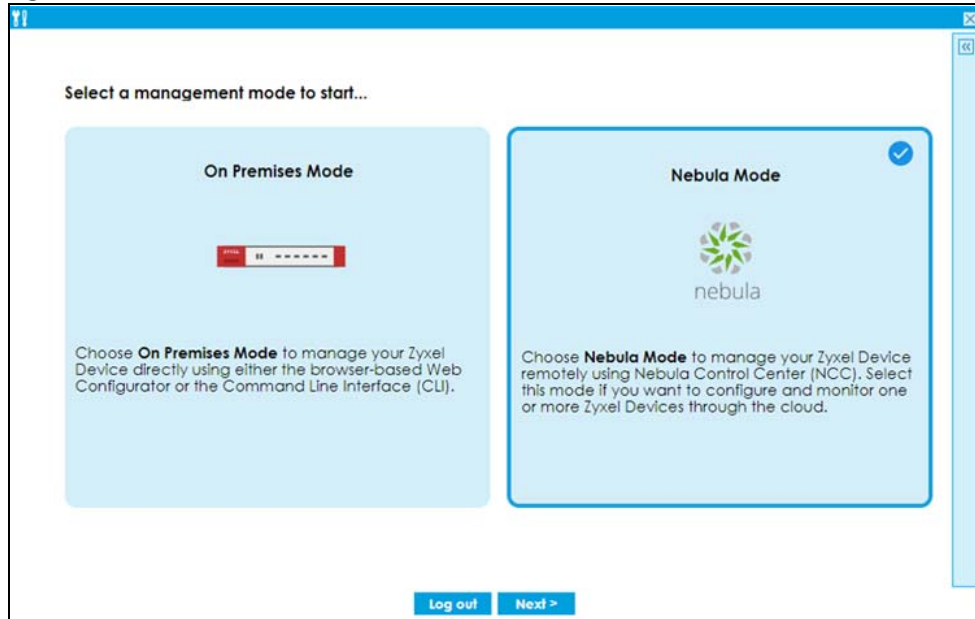 Select a management mode to start...
On Premises Mode
ZYXEL
Choose On Premises Mode to manage your Zyxel
Device directly using either the browser-based Web
Configurator or the Command Line Interface (CLI).
Nebula Mode
nebula
Choose Nebula Mode to manage your Zyxel Device
remotely using Nebula Control Center (NCC). Select
this mode if you want to configure and monitor one
or more Zyxel Devices through the cloud.
Log out
Next >